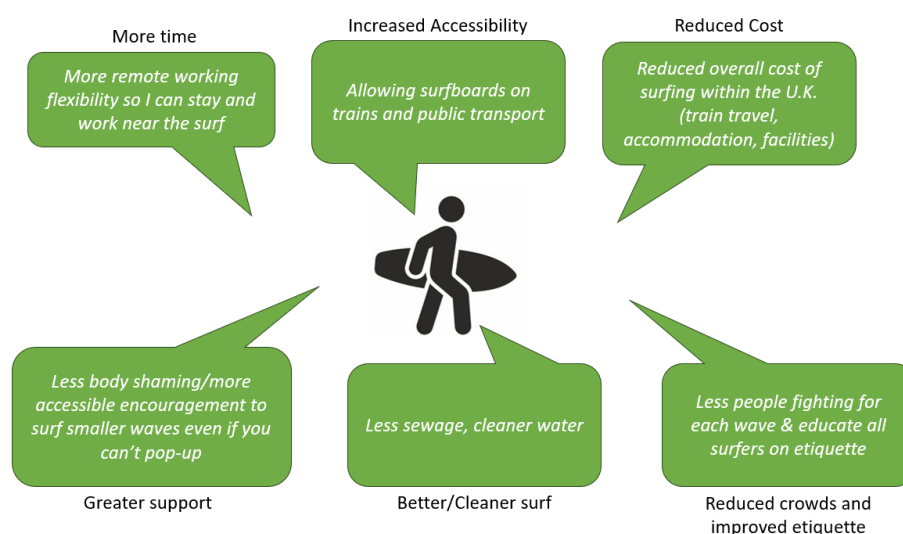 More time
More remote working
flexibility so I can stay and
work near the surf
Increased Accessibility
Allowing surfboards on
trains and public transport
Reduced Cost
Reduced overall cost of
surfing within the U.K.
(train travel,
accommodation, facilities)
Less body shaming/more
accessible encouragement to
surf smaller waves even if you
can't pop-up
Greater support
Less sewage, cleaner water
Better/Cleaner surf
Less people fighting for
each wave & educate all
surfers on etiquette
Reduced crowds and
improved etiquette